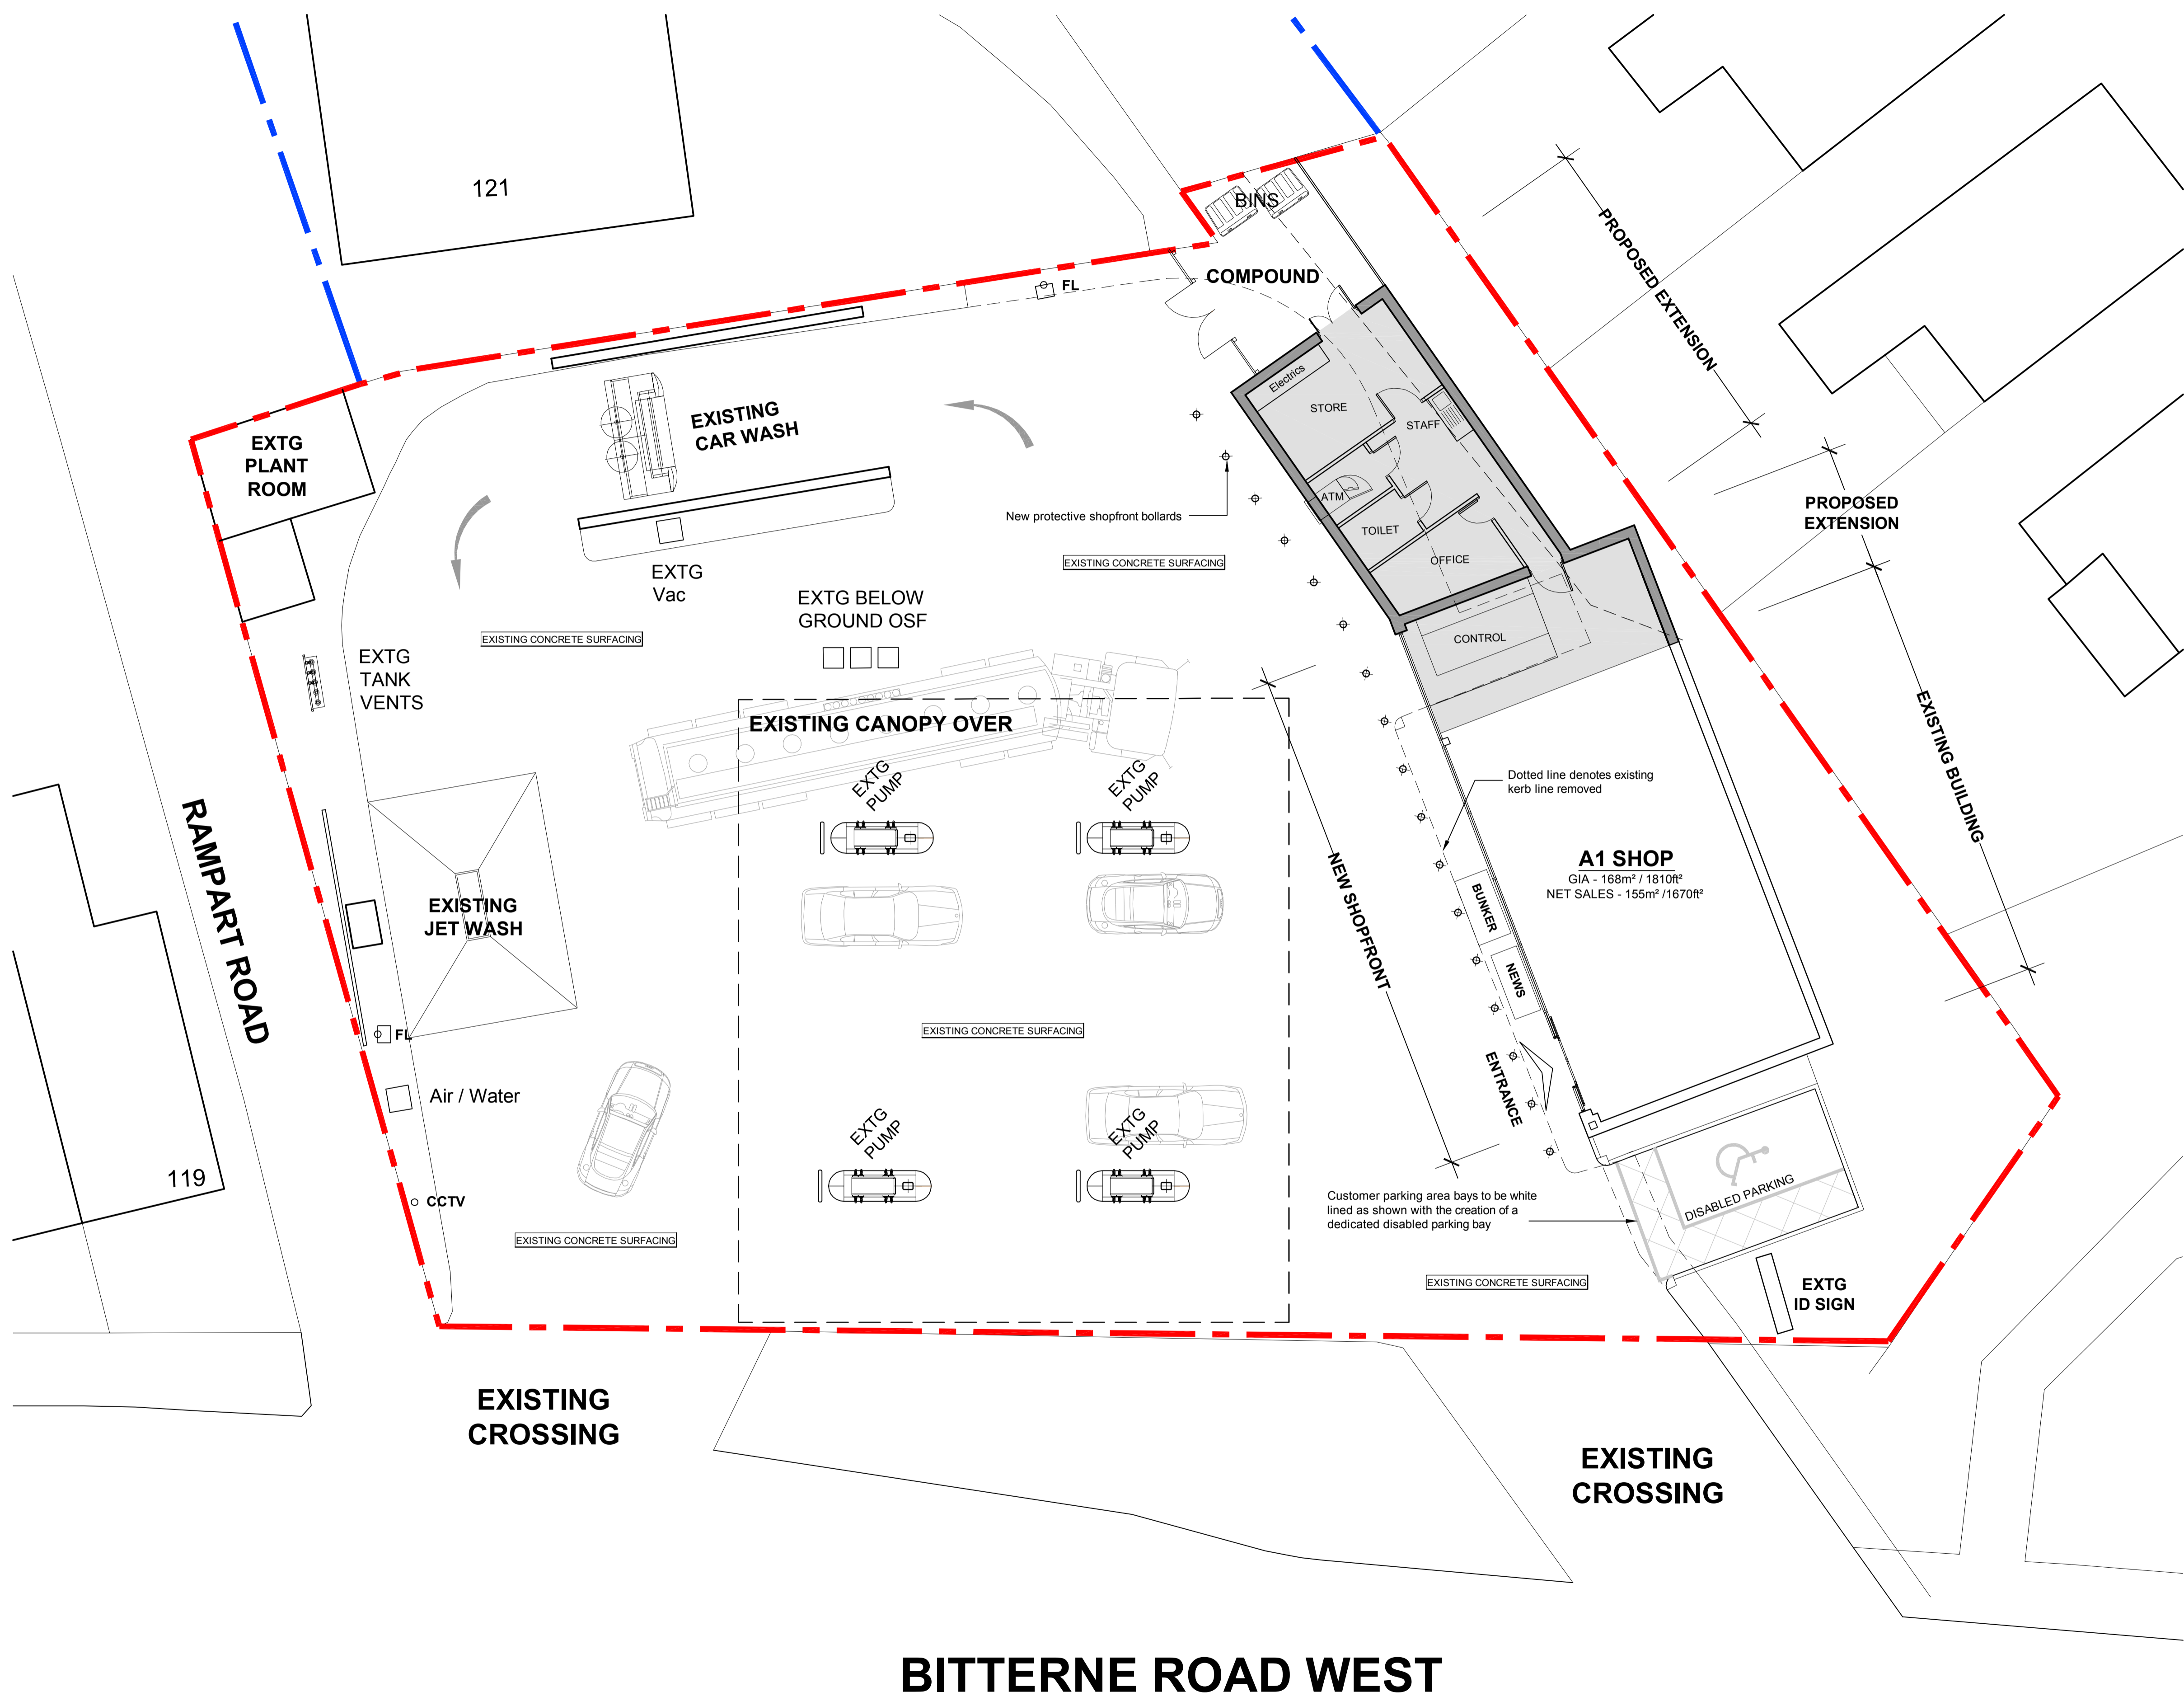 121
BINS
COMPOUND
FL
PROPOSED EXTENSION
EXISTING
CAR WASH
Electrics
STORE
STAFF
EXTG
PLANT
ROOM
ATM
New protective shopfront bollards
TOILET
OFFICE
PROPOSED
EXTENSION
EXISTING CONCRETE SURFACING
EXTG
Vac
EXTG BELOW
GROUND OSF
EXISTING CONCRETE SURFACING
CONTROL
EXTG
TANK
VENTS
EXISTING CANOPY OVER
EXISTING BUILDING
EXTG
PUMP
EXTG
PUMP
Dotted line denotes existing
kerb line removed
RAMPART ROAD
NEW SHOPFRONT
A1 SHOP
GIA - 168m² / 1810ft²
NET SALES - 155m² /1670ft²
BUNKER
EXISTING
JET WASH
NEWS
FL
EXISTING CONCRETE SURFACING
ENTRANCE
Air / Water
EXTG
PUMP
EXTG
PUMP
119
CCTV
Customer parking area bays to be white
lined as shown with the creation of a
dedicated disabled parking bay
DISABLED PARKING
EXISTING CONCRETE SURFACING
EXISTING CONCRETE SURFACING
EXTG
ID SIGN
EXISTING
CROSSING
EXISTING
CROSSING
BITTERNE ROAD WEST